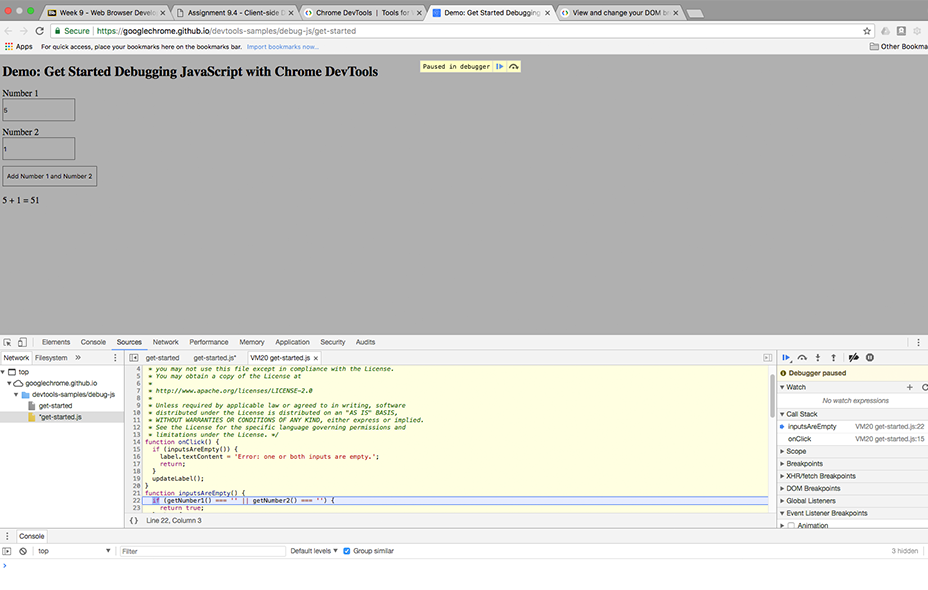 Week 9 - Web Browser Develo
Assignment 9.4 - Client-side D
Chrome DevTools | Tools for W
Demo: Get Started Debugging
View and change your DOM b
Secure https://googlechrome.github.io/devtools-samples/debug-js/get-started
Apps For quick access, place your bookmarks here on the bookmarks bar. Import bookmarks now... Other Bookma
Demo: Get Started Debugging JavaScript with Chrome DevTools
Paused in debugger
Number 1
5
Number 2
1
Add Number 1 and Number 2
5 + 1 = 51
Elements Console Sources Network Performance Memory Application Security Audits
Network Filesystem »
top
googlechrome.github.io
devtools-samples/debug-js
get-started
*get-started.js
get-started get-started.js* VM20 get-started.js
4 * you may not use this file except in compliance with the License.
5 * You may obtain a copy of the License at
6 *
7 * http://www.apache.org/licenses/LICENSE-2.0
8 *
9 * Unless required by applicable law or agreed to in writing, software
10 * distributed under the License is distributed on an "AS IS" BASIS,
11 * WITHOUT WARRANTIES OR CONDITIONS OF ANY KIND, either express or implied.
12 * See the License for the specific language governing permissions and
13 * limitations under the License. */
14 function onClick() {
15 if (inputsAreEmpty()) {
16 label.textContent = 'Error: one or both inputs are empty.';
17 return;
18 }
19 updateLabel();
20 }
21 function inputsAreEmpty() {
22 if (getNumber1() === '' || getNumber2() === '') {
23 return true;
{ } Line 22, Column 3
Debugger paused
Watch
No watch expressions
Call Stack
inputsAreEmpty VM20 get-started.js:22
onClick VM20 get-started.js:15
Scope
Breakpoints
XHR/fetch Breakpoints
DOM Breakpoints
Global Listeners
Event Listener Breakpoints
Animation
Console
top Filter Default levels Group similar 3 hidden